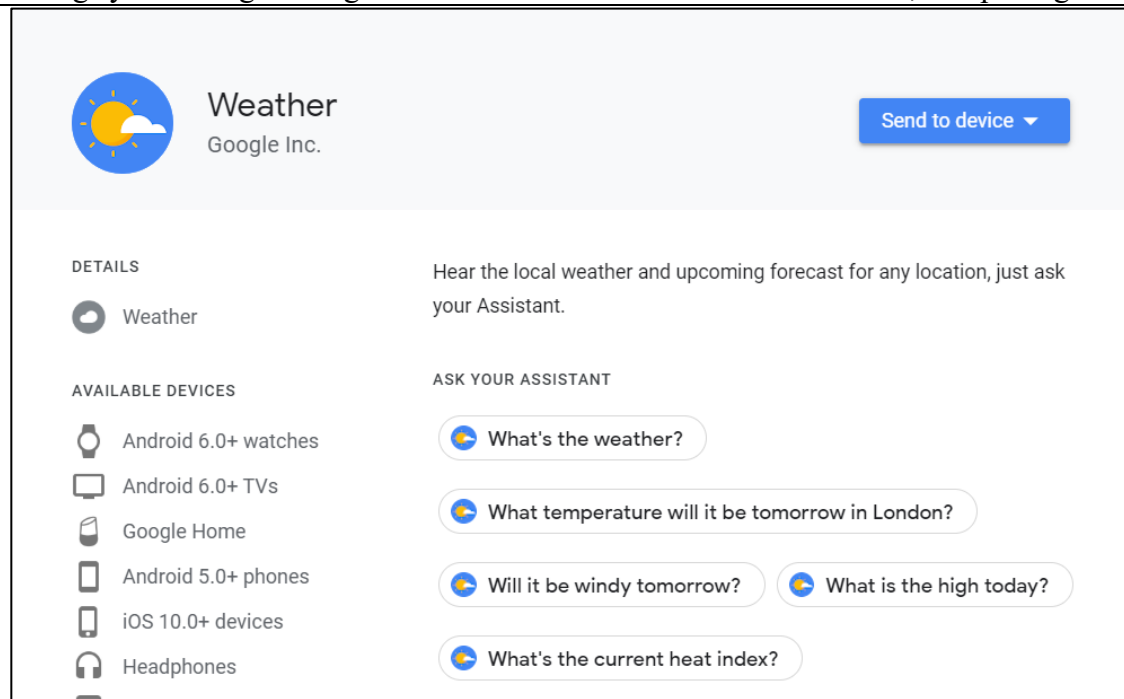 Weather
Google Inc.
Send to device
DETAILS
Weather
AVAILABLE DEVICES
Android 6.0+ watches
Android 6.0+ TVs
Google Home
Android 5.0+ phones
iOS 10.0+ devices
Headphones
Hear the local weather and upcoming forecast for any location, just ask
your Assistant.
ASK YOUR ASSISTANT
What's the weather?
What temperature will it be tomorrow in London?
Will it be windy tomorrow? What is the high today?
What's the current heat index?